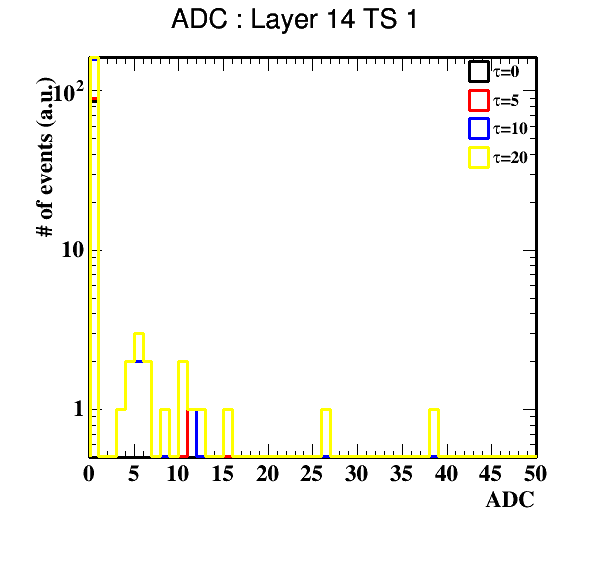 ADC : Layer 14 TS 1
# of events (a.u.)
10²
10
1
τ=0
τ=5
τ=10
τ=20
0 5 10 15 20 25 30 35 40 45 50
ADC